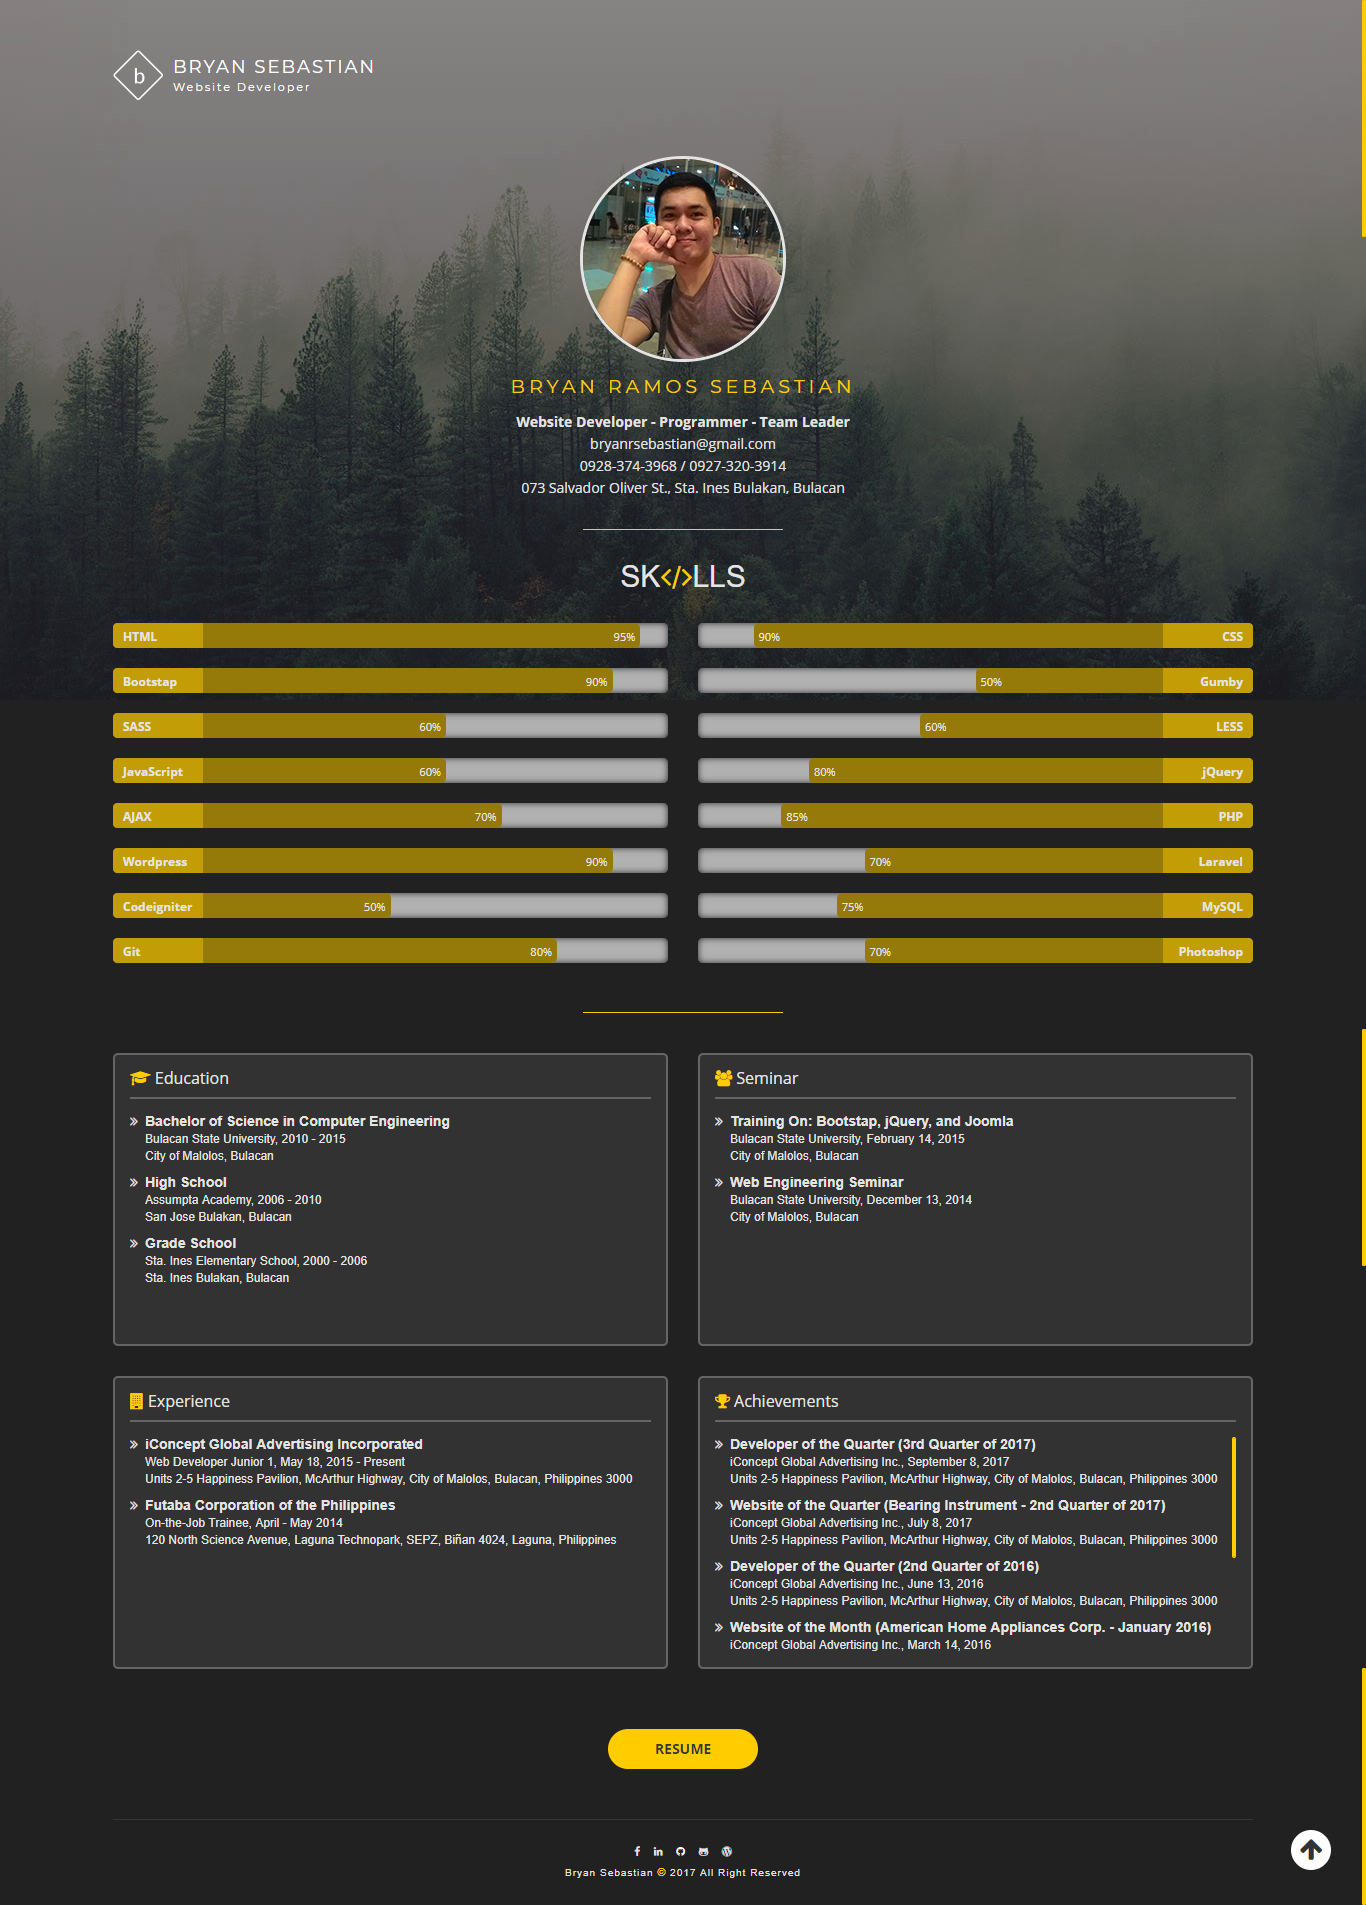 b
BRYAN SEBASTIAN
Website Developer
BRYAN RAMOS SEBASTIAN
Website Developer - Programmer - Team Leader
bryanrsebastian@gmail.com
0928-374-3968 / 0927-320-3914
073 Salvador Oliver St., Sta. Ines Bulakan, Bulacan
SK</>LLS
HTML 95%
90% CSS
Bootstap 90%
50% Gumby
SASS 60%
60% LESS
JavaScript 60%
80% jQuery
AJAX 70%
85% PHP
Wordpress 90%
70% Laravel
Codeigniter 50%
75% MySQL
Git 80%
70% Photoshop
Education
Bachelor of Science in Computer Engineering
Bulacan State University, 2010 - 2015
City of Malolos, Bulacan
High School
Assumpta Academy, 2006 - 2010
San Jose Bulakan, Bulacan
Grade School
Sta. Ines Elementary School, 2000 - 2006
Sta. Ines Bulakan, Bulacan
Seminar
Training On: Bootstap, jQuery, and Joomla
Bulacan State University, February 14, 2015
City of Malolos, Bulacan
Web Engineering Seminar
Bulacan State University, December 13, 2014
City of Malolos, Bulacan
Experience
iConcept Global Advertising Incorporated
Web Developer Junior 1, May 18, 2015 - Present
Units 2-5 Happiness Pavilion, McArthur Highway, City of Malolos, Bulacan, Philippines 3000
Futaba Corporation of the Philippines
On-the-Job Trainee, April - May 2014
120 North Science Avenue, Laguna Technopark, SEPZ, Biñan 4024, Laguna, Philippines
Achievements
Developer of the Quarter (3rd Quarter of 2017)
iConcept Global Advertising Inc., September 8, 2017
Units 2-5 Happiness Pavilion, McArthur Highway, City of Malolos, Bulacan, Philippines 3000
Website of the Quarter (Bearing Instrument - 2nd Quarter of 2017)
iConcept Global Advertising Inc., July 8, 2017
Units 2-5 Happiness Pavilion, McArthur Highway, City of Malolos, Bulacan, Philippines 3000
Developer of the Quarter (2nd Quarter of 2016)
iConcept Global Advertising Inc., June 13, 2016
Units 2-5 Happiness Pavilion, McArthur Highway, City of Malolos, Bulacan, Philippines 3000
Website of the Month (American Home Appliances Corp. - January 2016)
iConcept Global Advertising Inc., March 14, 2016
RESUME
Bryan Sebastian © 2017 All Right Reserved